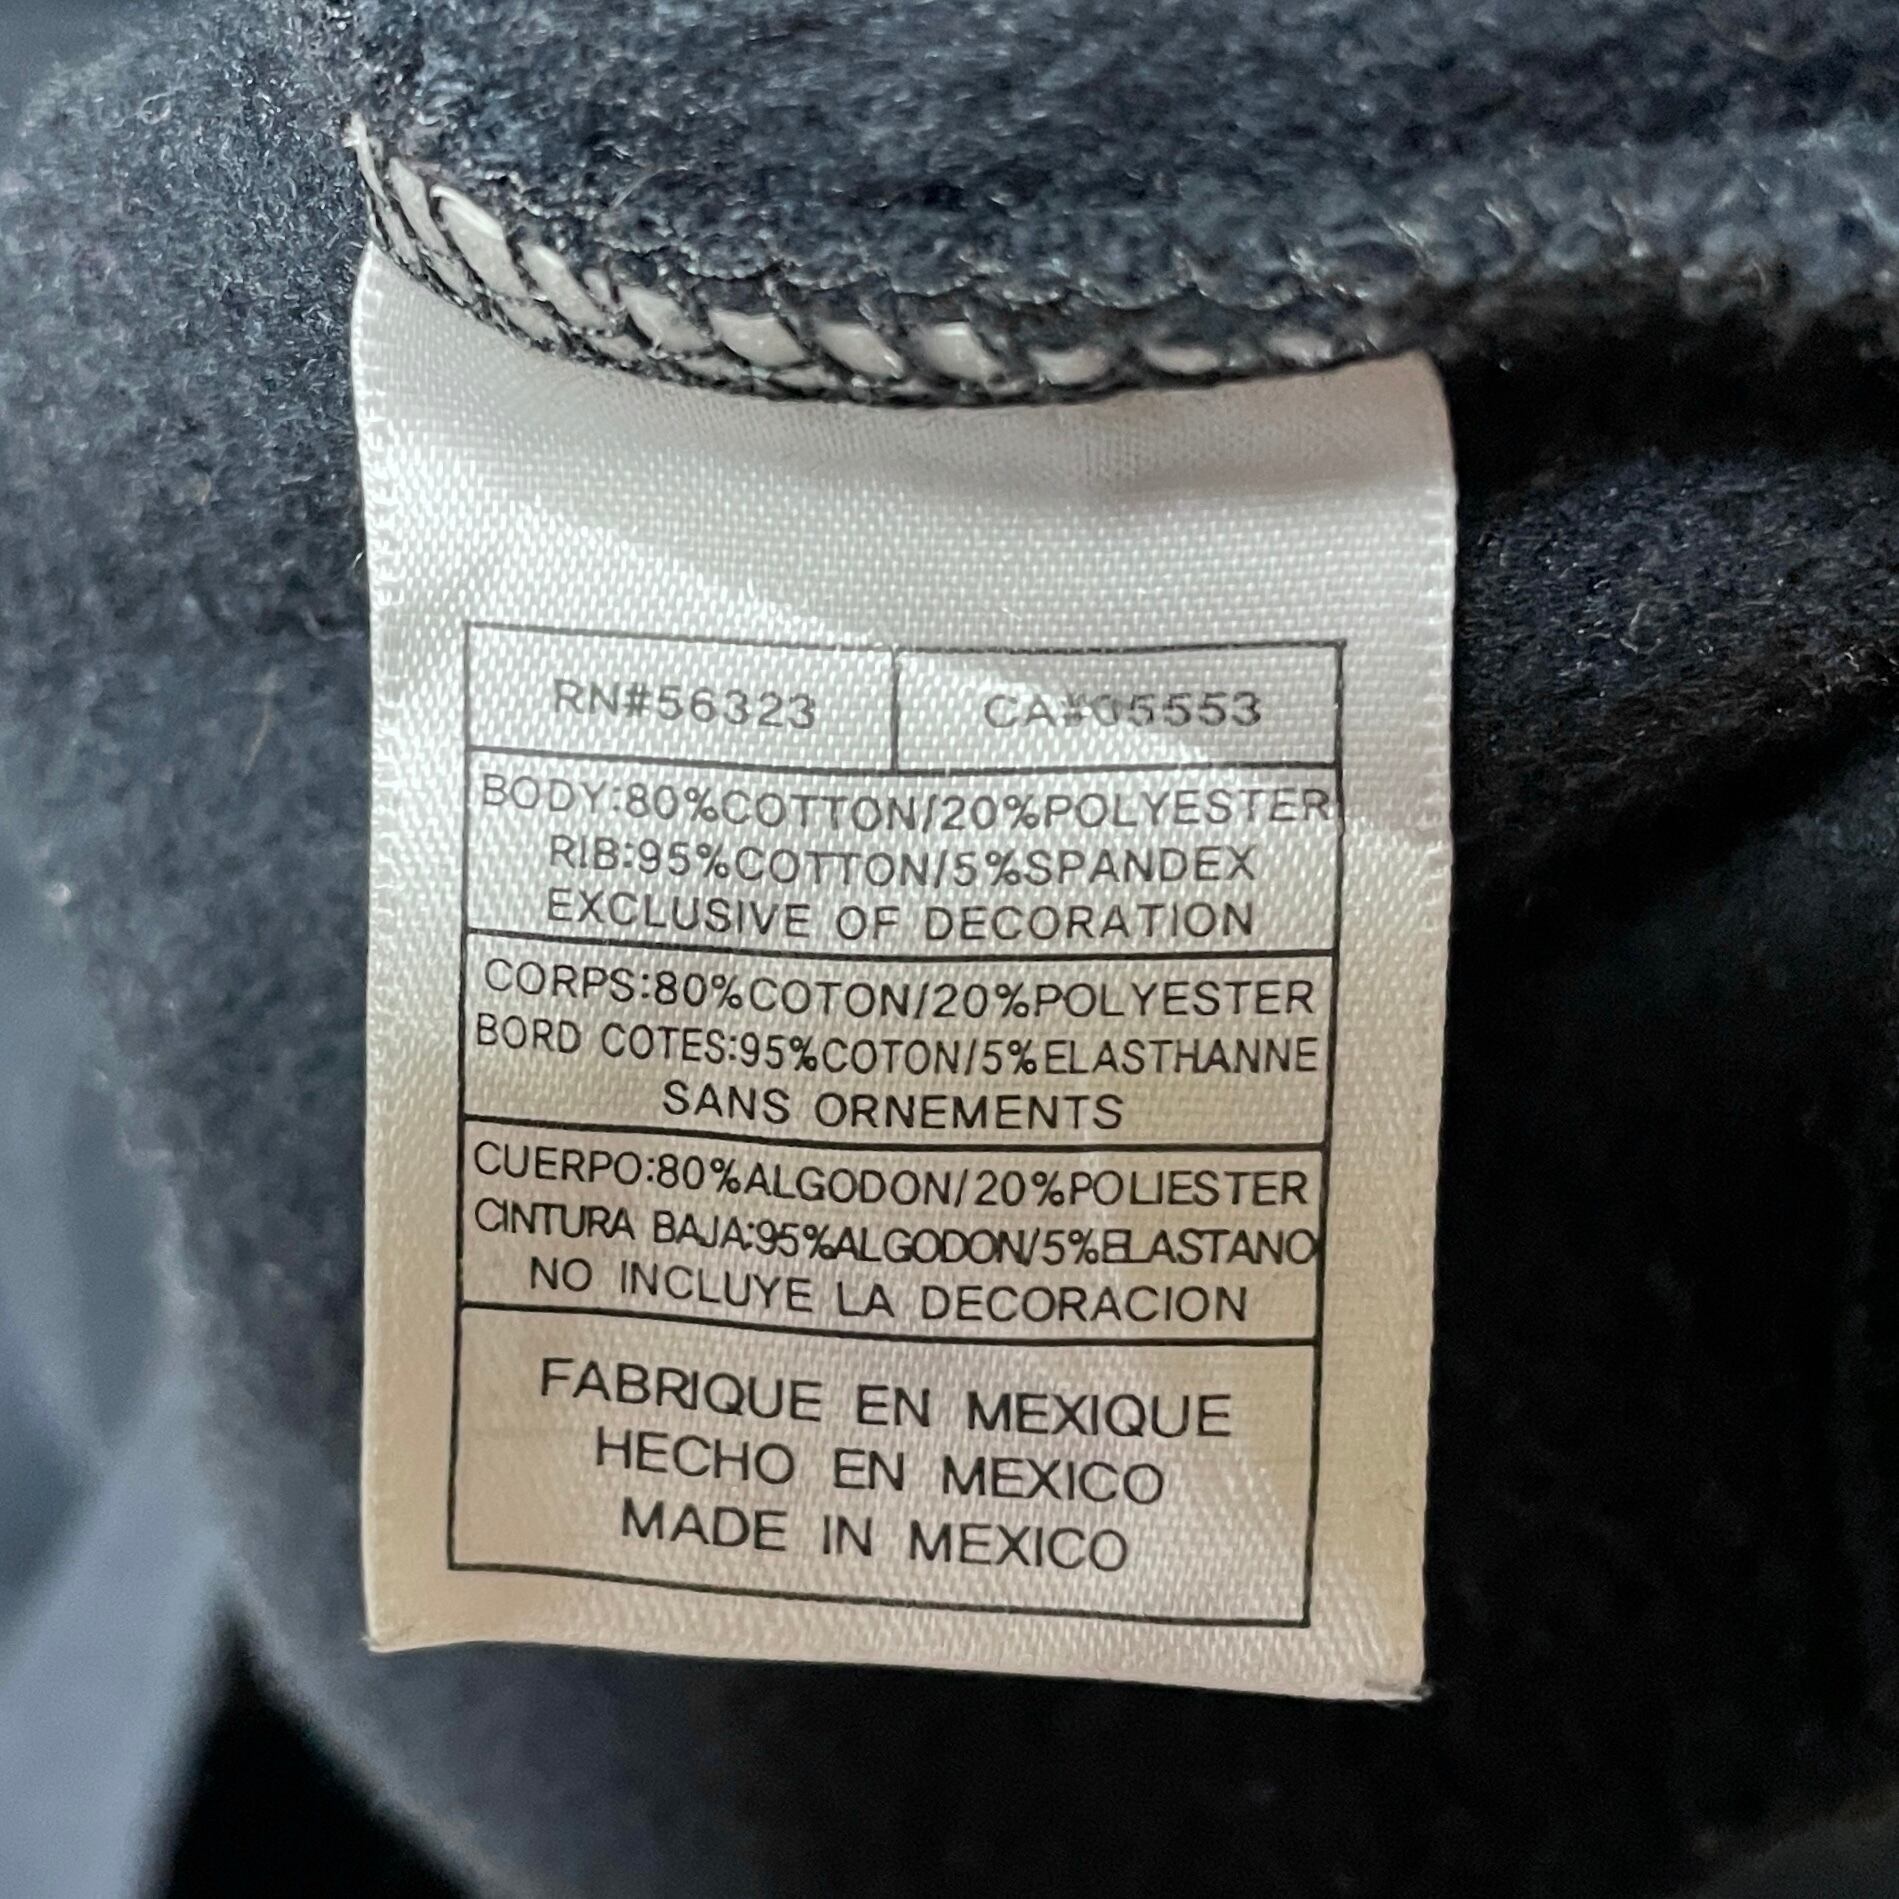 RN#56323 CA#05553
BODY:80%COTTON/20%POLYESTER
RIB:95%COTTON/5%SPANDEX
EXCLUSIVE OF DECORATION
CORPS:80%COTON/20%POLYESTER
BORD COTES:95%COTON/5%ELASTHANNE
SANS ORNEMENTS
CUERPO:80%ALGODON/20%POLIESTER
CINTURA BAJA:95%ALGODON/5%ELASTANO
NO INCLUYE LA DECORACION
FABRIQUE EN MEXIQUE
HECHO EN MEXICO
MADE IN MEXICO